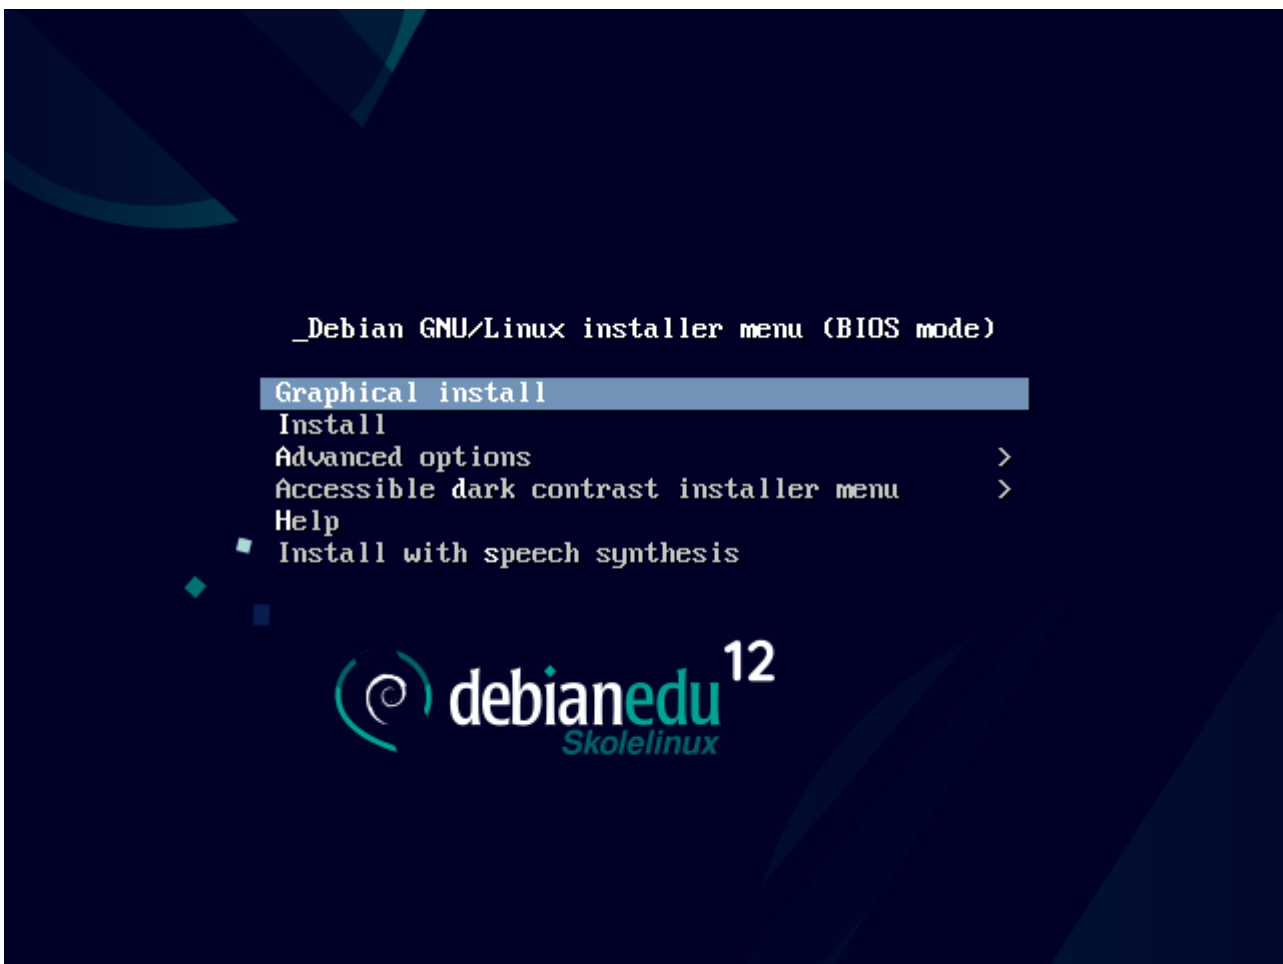 _Debian GNU/Linux installer menu (BIOS mode)
Graphical install
Install
Advanced options >
Accessible dark contrast installer menu >
Help
Install with speech synthesis
debianedu 12
Skolelinux